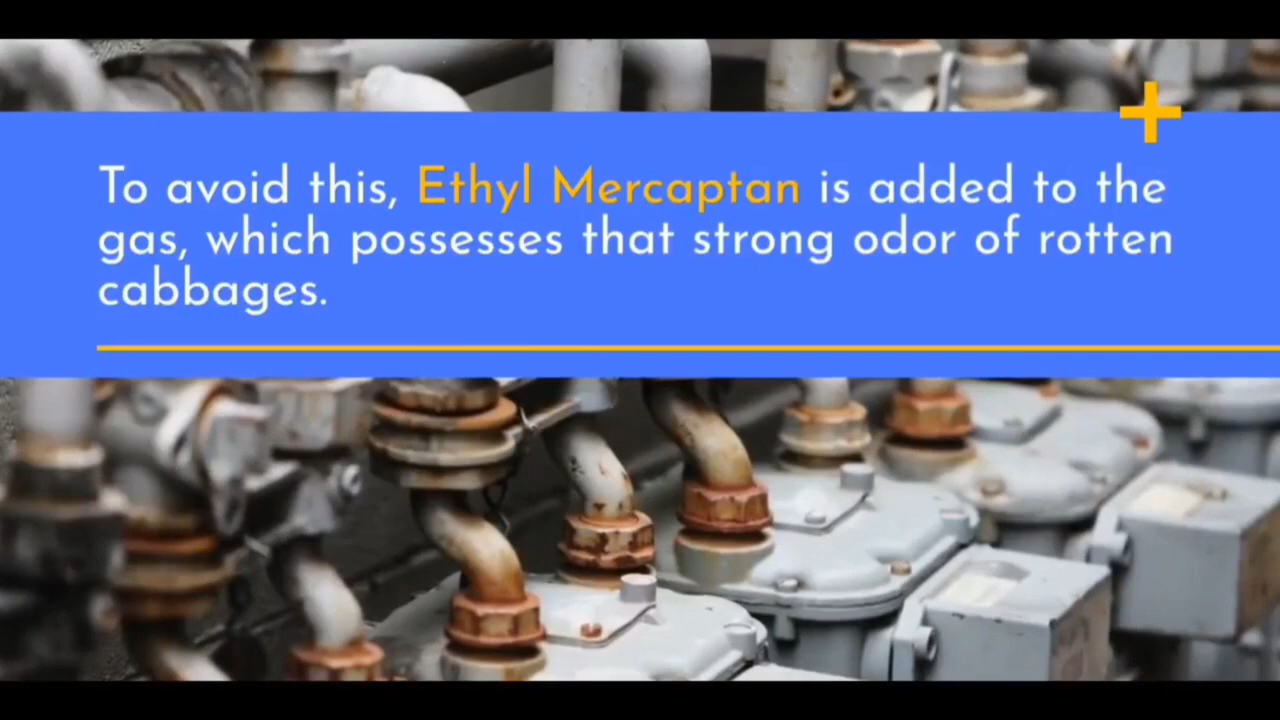 To avoid this, Ethyl Mercaptan is added to the
gas, which possesses that strong odor of rotten
cabbages.